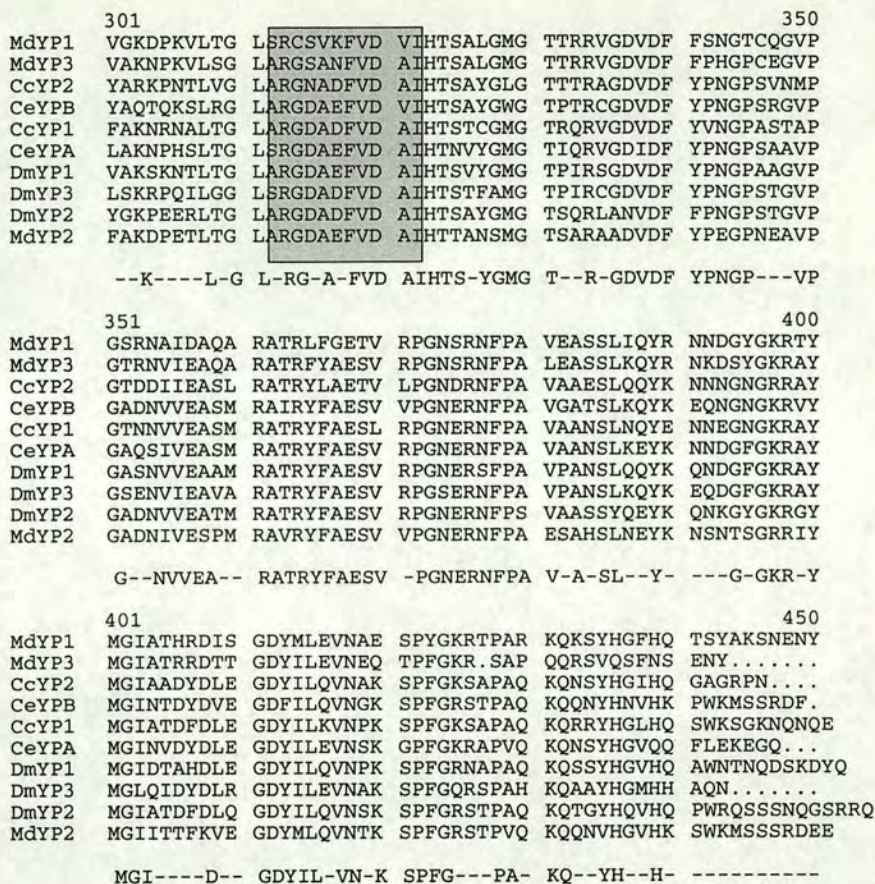 301 350
MdYP1 VGKDPKVLTG LSRCSVKFVD VIHTSALGMG TTRRVGDVDF FSNGTCQGVP
MdYP3 VAKNPKVLSG LARGSANFVD AIHTSALGMG TTRRVGDVDF FPHGPCEGVP
CcYP2 YARKPNTLVG LARGNADFVD AIHTSAYGLG TTTRAGDVDF YPNGPSVNMP
CeYPB YAQTQKSLRG LARGDAEFVD VIHTSAYGWG TPTRCGDVDF YPNGPSRGVP
CcYP1 FAKNRNALTG LARGDADFVD AIHTSTCGMG TRQRVGDVDF YVNGPASTAP
CeYPA LAKNPHSLTG LARGDAEFVD AIHTNVYGMG TIQRVGDIDF YPNGPSAAVP
DmYP1 VAKSKNTLTG LARGDAEFVD AIHTSVYGMG TPIRSGDVDF YPNGPAAGVP
DmYP3 LSKRPQILGG LSRGDADFVD AIHTSTFAMG TPIRCGDVDF YPNGPSTGVP
DmYP2 YGKPEERLTG LARGDADFVD AIHTSAYGMG TSQRLANVDF FPNGPSTGVP
MdYP2 FAKDPETLTG LARGDAEFVD AIHTTANSMG TSARAADVDF YPEGPNEAVP
--K----L-G L-RG-A-FVD AIHTS-YGMG T--R-GDVDF YPNGP---VP
351 400
MdYP1 GSRNAIDAQA RATRLFGETV RPGNSRNFPA VEASSLIQYR NNDGYGKRTY
MdYP3 GTRNVIEAQA RATRFYAESV RPGNSRNFPA LEASSLKQYR NKDSYGKRAY
CcYP2 GTDDIIEASL RATRYLAETV LPGNDRNFPA VAAESLQQYK NNNGNGRRAY
CeYPB GADNVVEASM RAIRYFAESV VPGNERNFPA VGATSLKQYK EQNGNGKRVY
CcYP1 GTNNVVEASM RATRYFAESL RPGNERNFPA VAANSLNQYE NNEGNGKRAY
CeYPA GAQSIVEASM RATRYFAESV RPGNERNFPA VAANSLKEYK NNDGFGKRAY
DmYP1 GASNVVEAAM RATRYFAESV RPGNERSFPA VPANSLQQYK QNDGFGKRAY
DmYP3 GSENVIEAVA RATRYFAESV RPGSERNFPA VPANSLKQYK EQDGFGKRAY
DmYP2 GADNVVEATM RATRYFAESV RPGNERNFPS VAASSYQEYK QNKGYGKRGY
MdYP2 GADNIVESPM RAVRYFAESV VPGNERNFPA ESAHSLNEYK NSNTSGRRIY
G--NVVEA-- RATRYFAESV -PGNERNFPA V-A-SL--Y- ---G-GKR-Y
401 450
MdYP1 MGIATHRDIS GDYMLEVNAE SPYGKRTPAR KQKSYHGFHQ TSYAKSNENY
MdYP3 MGIATRRDTT GDYILEVNEQ TPFGKR.SAP QQRSVQSFNS ENY.......
CcYP2 MGIAADYDLE GDYILQVNAK SPFGKSAPAQ KQNSYHGIHQ GAGRPN....
CeYPB MGINTDYDVE GDFILQVNGK SPFGRSTPAQ KQQNYHNVHK PWKMSSRDF.
CcYP1 MGIATDFDLE GDYILKVNPK SPFGKSAPAQ KQRRYHGLHQ SWKSGKNQNQE
CeYPA MGINVDYDLE GDYILEVNSK GPFGKRAPVQ KQNSYHGVQQ FLEKEGQ...
DmYP1 MGIDTAHDLE GDYILQVNPK SPFGRNAPAQ KQSSYHGVHQ AWNTNQDSKDYQ
DmYP3 MGLQIDYDLR GDYILEVNAK SPFGQRSPAH KQAAYHGMHH AQN.......
DmYP2 MGIATDFDLQ GDYILQVNSK SPFGRSTPAQ KQTGYHQVHQ PWRQSSSNQGSRRQ
MdYP2 MGIITTFKVE GDYMLQVNTK SPFGRSTPVQ KQQNVHGVHK SWKMSSSRDEE
MGI----D-- GDYIL-VN-K SPFG---PA- KQ--YH--H- ----------